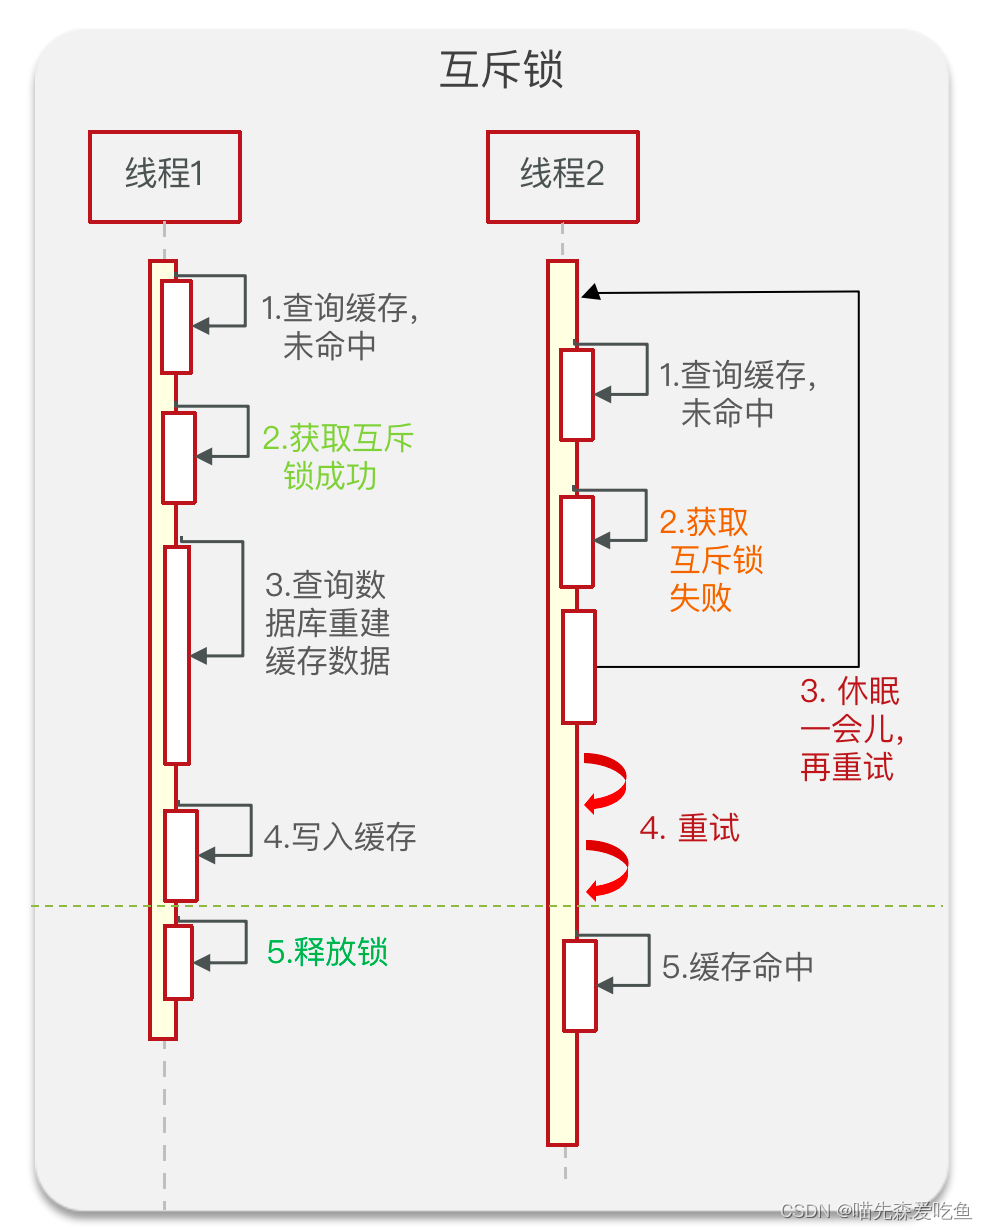 互斥锁
线程1
线程2
1.查询缓存，
未命中
2.获取互斥
锁成功
3.查询数
据库重建
缓存数据
4.写入缓存
5.释放锁
1.查询缓存，
未命中
2.获取
互斥锁
失败
3. 休眠
一会儿，
再重试
4. 重试
5.缓存命中
CSDN @喵先森爱吃鱼